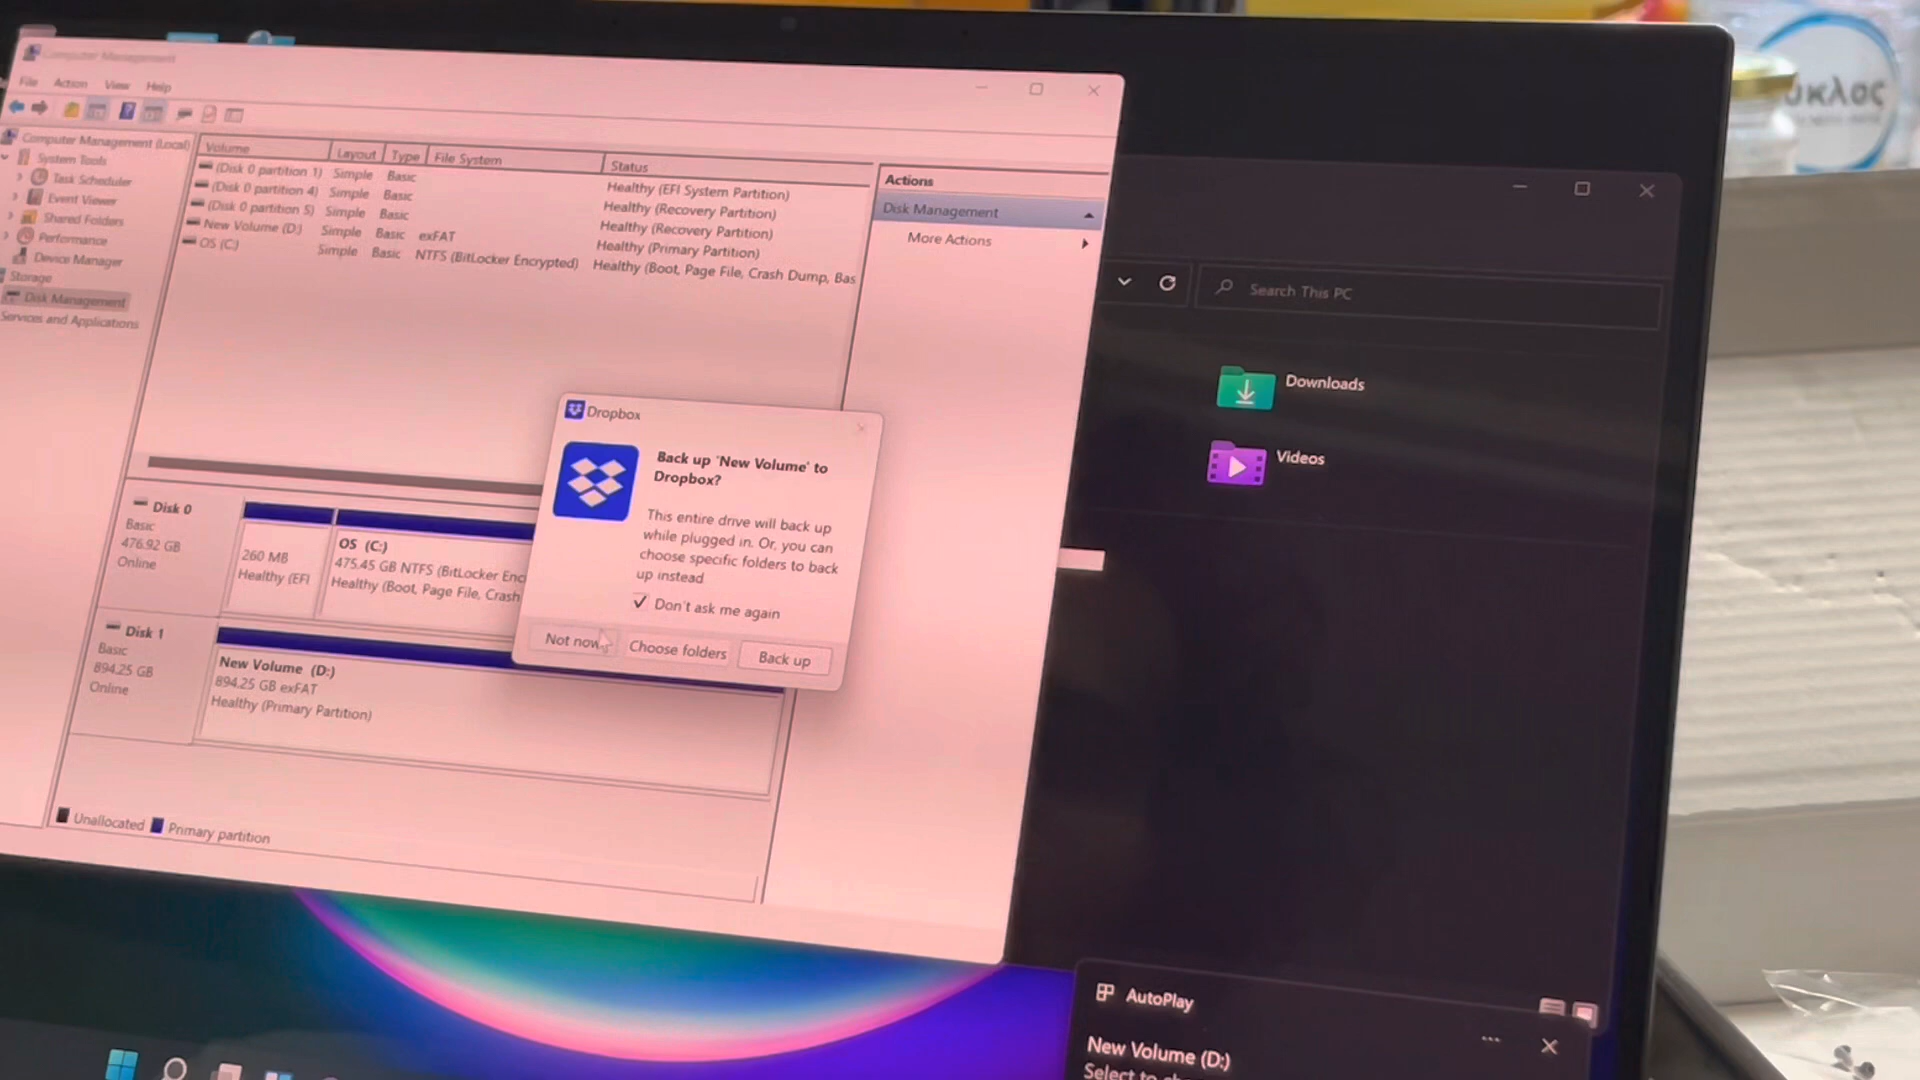 Computer Management
File Action View Help
Computer Management (Local)
System Tools
Task Scheduler
Event Viewer
Shared Folders
Performance
Device Manager
Storage
Disk Management
Services and Applications
Volume Layout Type File System Status
(Disk 0 partition 1) Simple Basic Healthy (EFI System Partition)
(Disk 0 partition 4) Simple Basic Healthy (Recovery Partition)
(Disk 0 partition 5) Simple Basic Healthy (Recovery Partition)
New Volume (D:) Simple Basic exFAT Healthy (Primary Partition)
OS (C:) Simple Basic NTFS (BitLocker Encrypted) Healthy (Boot, Page File, Crash Dump, Bas
Actions
Disk Management
More Actions
Search This PC
Downloads
Videos
Dropbox
Back up 'New Volume' to
Dropbox?
This entire drive will back up
while plugged in. Or, you can
choose specific folders to back
up instead
Don't ask me again
Not now Choose folders Back up
Disk 0
Basic
476.92 GB
Online
260 MB
Healthy (EFI
OS (C:)
475.45 GB NTFS (BitLocker Enc
Healthy (Boot, Page File, Crash
Disk 1
Basic
894.25 GB
Online
New Volume (D:)
894.25 GB exFAT
Healthy (Primary Partition)
Unallocated Primary partition
AutoPlay
New Volume (D:)
Select to